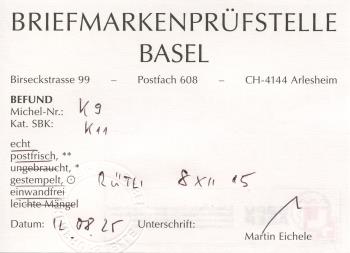 BRIEFMARKENPRÜFSTELLE
BASEL
Birseckstrasse 99 – Postfach 608 – CH-4144 Arlesheim
BEFUND
Michel-Nr.: K 9
Kat. SBK: K11
echt
postfrisch, **
ungebraucht, *
gestempelt, ⊙ RÜTLI 8 XII 15
einwandfrei
leichte Mängel
Datum: 12. 08 25 Unterschrift:
Martin Eichele